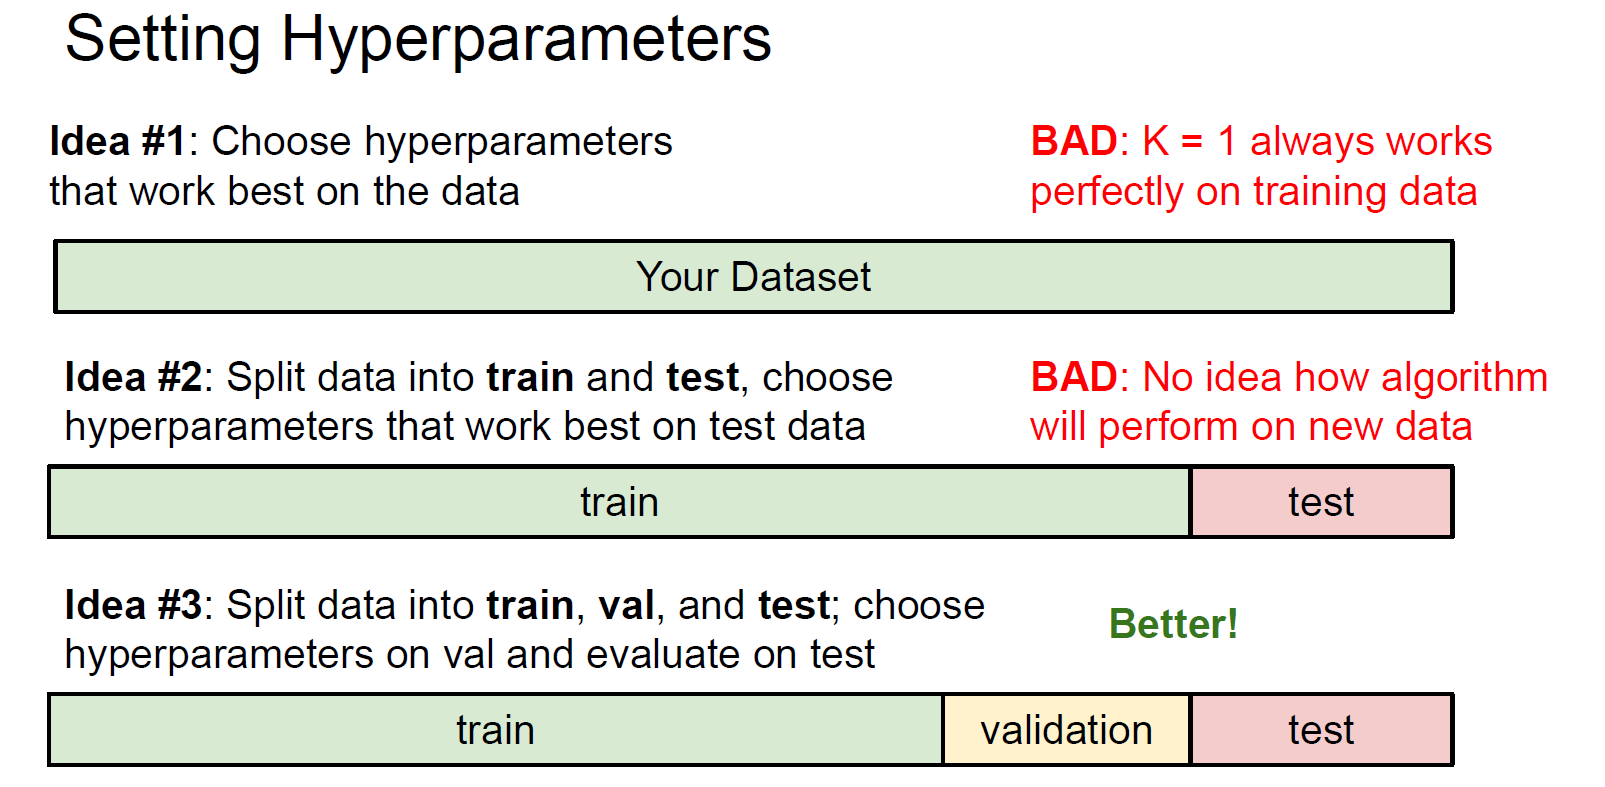 Setting Hyperparameters
Idea #1: Choose hyperparameters
that work best on the data
BAD: K = 1 always works
perfectly on training data
Your Dataset
Idea #2: Split data into train and test, choose
hyperparameters that work best on test data
BAD: No idea how algorithm
will perform on new data
train
test
Idea #3: Split data into train, val, and test; choose
hyperparameters on val and evaluate on test
Better!
train
validation
test